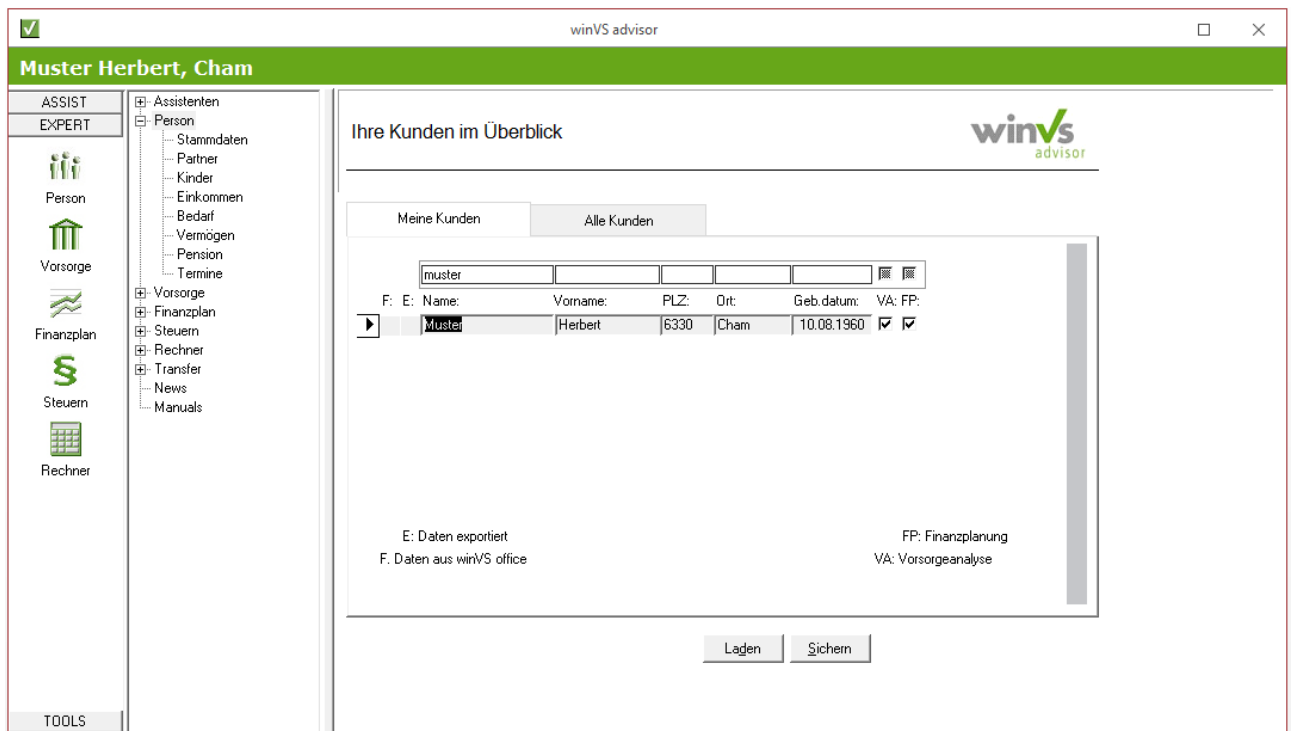 winVS advisor
Muster Herbert, Cham
ASSIST
EXPERT
Person
Vorsorge
Finanzplan
Steuern
Rechner
TOOLS
Assistenten
Person
Stammdaten
Partner
Kinder
Einkommen
Bedarf
Vermögen
Pension
Termine
Vorsorge
Finanzplan
Steuern
Rechner
Transfer
News
Manuals
Ihre Kunden im Überblick
winVs
advisor
Meine Kunden Alle Kunden
muster
F: E: Name: Vorname: PLZ: Ort: Geb.datum: VA: FP:
Muster Herbert 6330 Cham 10.08.1960
E: Daten exportiert FP: Finanzplanung
F. Daten aus winVS office VA: Vorsorgeanalyse
Laden Sichern